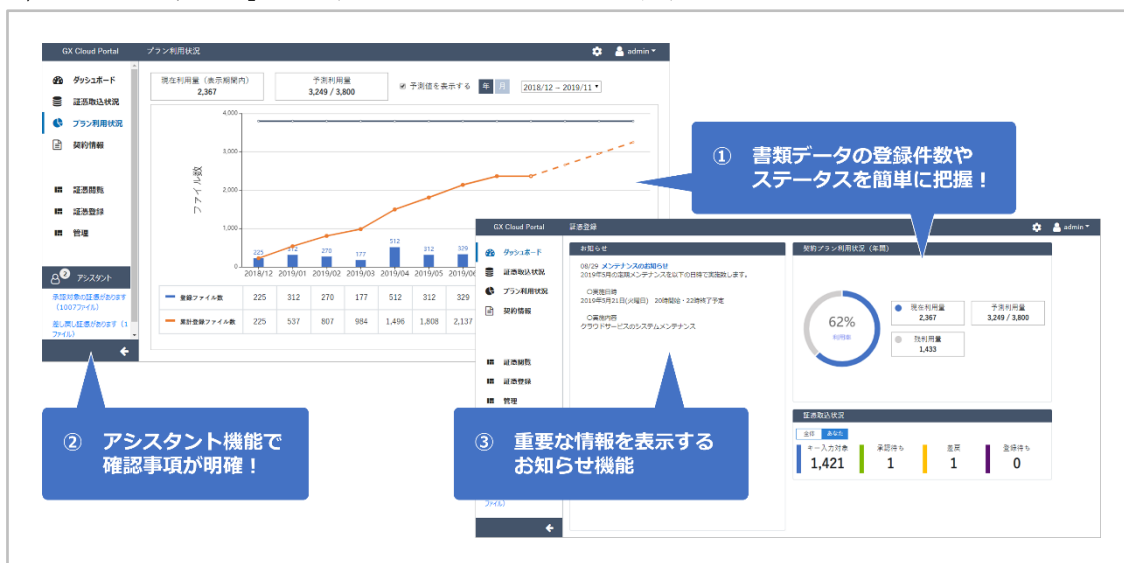 GX Cloud Portal
プラン利用状況
admin
ダッシュボード
証憑取込状況
プラン利用状況
契約情報
証憑閲覧
証憑登録
管理
2
アシスタント
承認対象の証憑があります
(1007ファイル)
差し戻し証憑があります (1
ファイル)
現在利用量（表示期間内）
2,367
予測利用量
3,249 / 3,800
予測値を表示する
年 月
2018/12 – 2019/11
ファイル数
4,000
3,000
2,000
1,000
0
225 312 270 177 512 312 329
2018/12 2019/01 2019/02 2019/03 2019/04 2019/05 2019/06
登録ファイル数 225 312 270 177 512 312 329
累計登録ファイル数 225 537 807 984 1,496 1,808 2,137
① 書類データの登録件数や
ステータスを簡単に把握！
② アシスタント機能で
確認事項が明確！
GX Cloud Portal
証憑登録
admin
ダッシュボード
証憑取込状況
プラン利用状況
契約情報
証憑閲覧
証憑登録
管理
ファイル)
お知らせ
08/29 メンテナンスのお知らせ
2019年5月の定期メンテナンスを以下の日程で実施致します。
○実施日時
2019年5月21日(火曜日) 20時開始・22時終了予定
○実施内容
クラウドサービスのシステムメンテナンス
③ 重要な情報を表示する
お知らせ機能
契約プラン利用状況（年間）
62%
利用率
現在利用量
2,367
予測利用量
3,249 / 3,800
残利用量
1,433
証憑取込状況
全体 あなた
キー入力対象
1,421
承認待ち
1
差戻
1
登録待ち
0